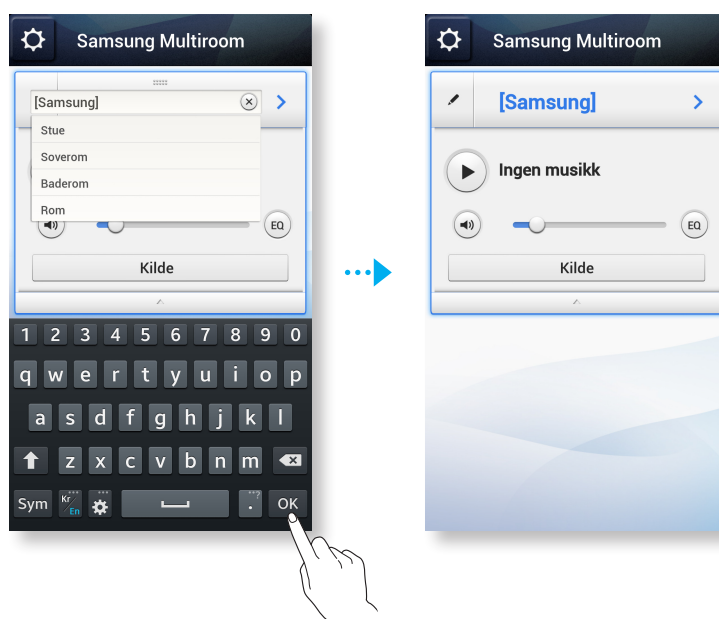 Samsung Multiroom
[Samsung]
Stue
Soverom
Baderom
Rom
EQ
Kilde
1 2 3 4 5 6 7 8 9 0
q w e r t y u i o p
a s d f g h j k l
z x c v b n m
Sym Kr En . ? OK
Samsung Multiroom
[Samsung]
Ingen musikk
EQ
Kilde